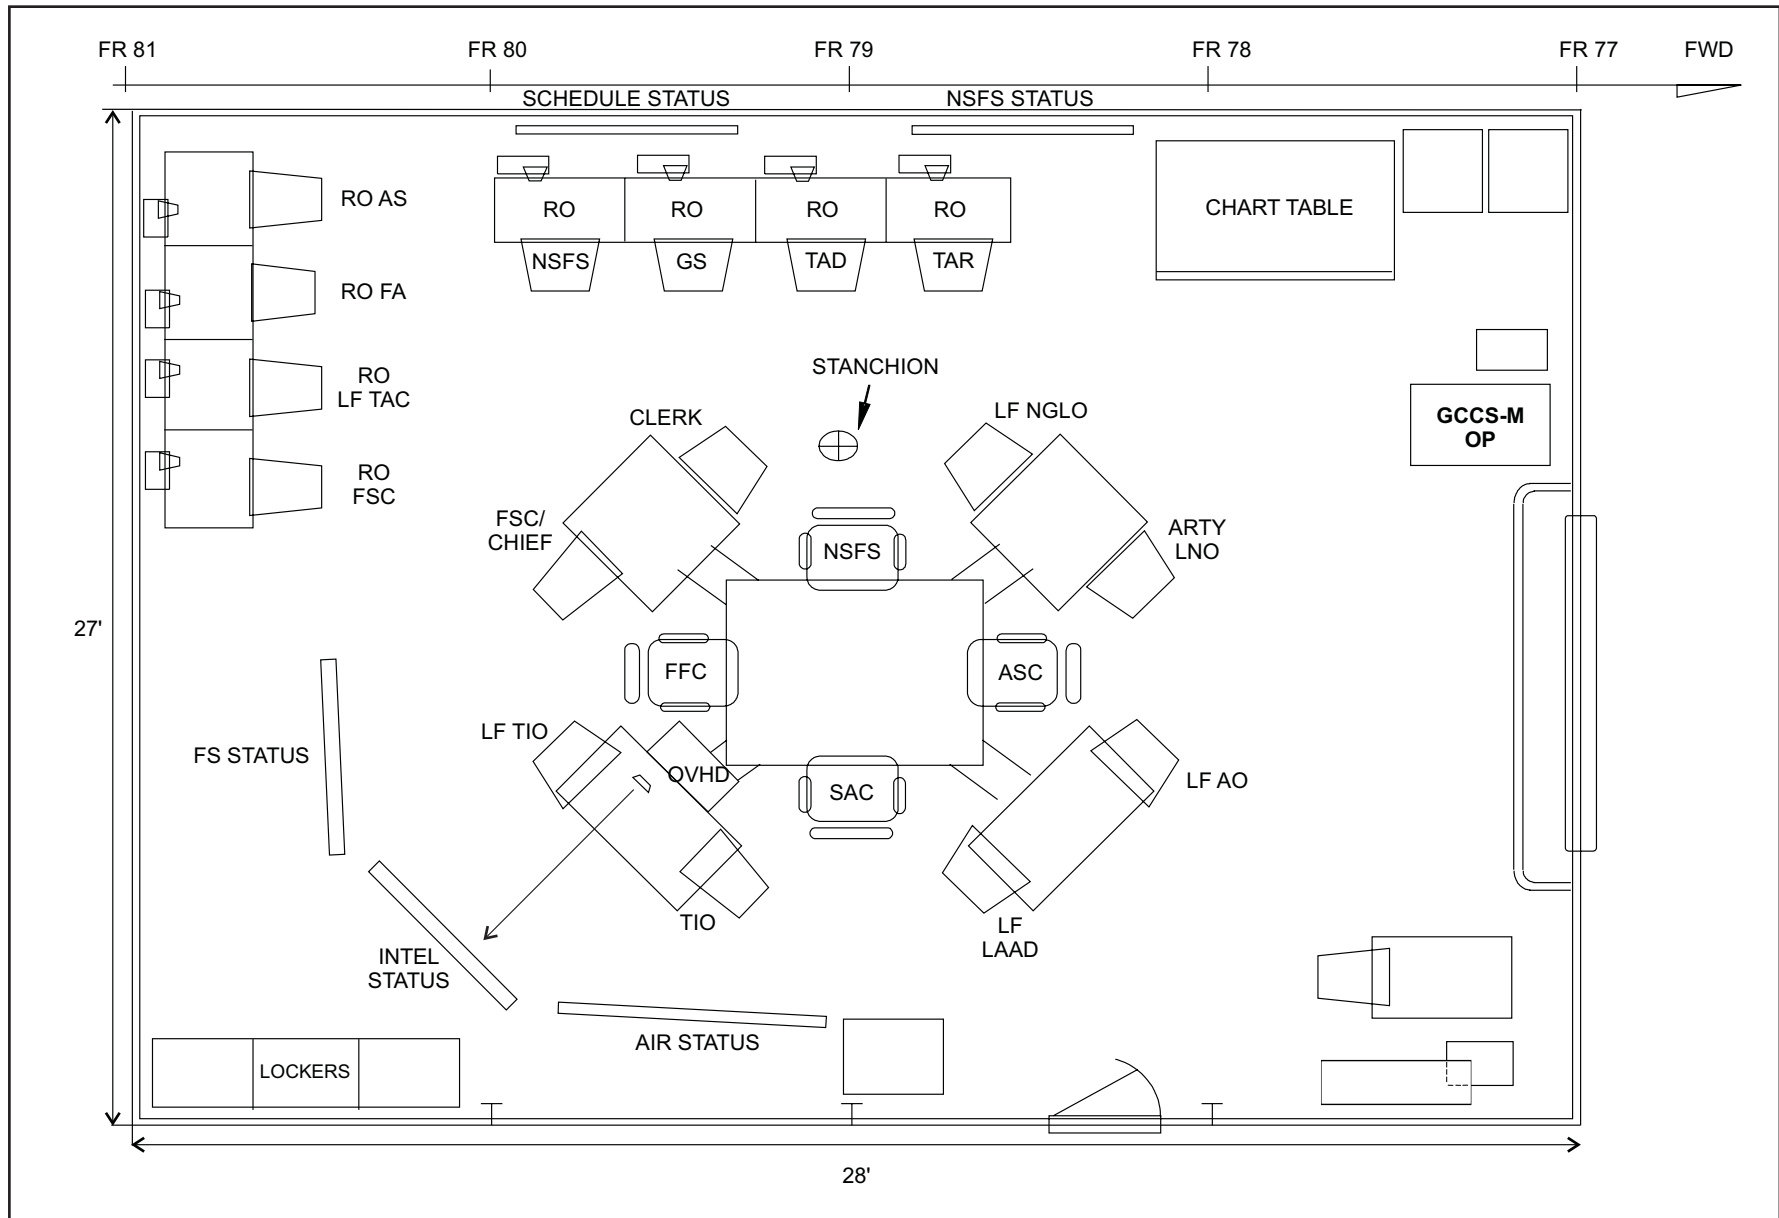 FR 81
FR 80
FR 79
FR 78
FR 77
FWD
SCHEDULE STATUS
NSFS STATUS
RO AS
RO
RO
RO
RO
CHART TABLE
NSFS
GS
TAD
TAR
RO FA
STANCHION
RO
LF TAC
CLERK
LF NGLO
GCCS-M
OP
RO
FSC
FSC/
CHIEF
NSFS
ARTY
LNO
27'
FFC
ASC
LF TIO
FS STATUS
OVHD
SAC
LF AO
TIO
LF
LAAD
INTEL
STATUS
AIR STATUS
LOCKERS
28'